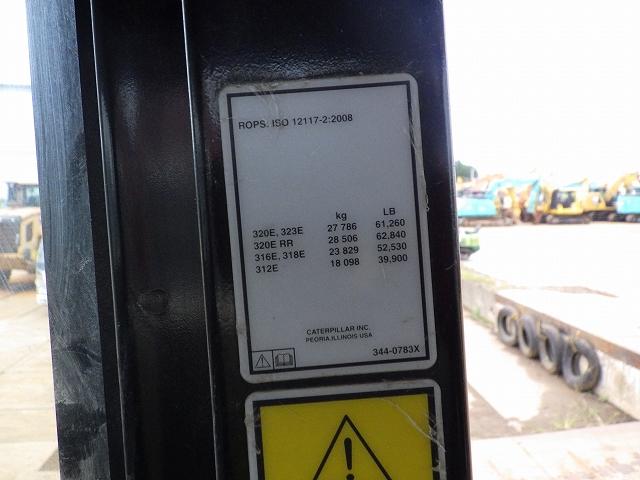 ROPS: ISO 12117-2:2008
kg LB
320E, 323E 27 786 61,260
320E RR 28 506 62,840
316E, 318E 23 829 52,530
312E 18 098 39,900
CATERPILLAR INC.
PEORIA, ILLINOIS USA
344-0783X